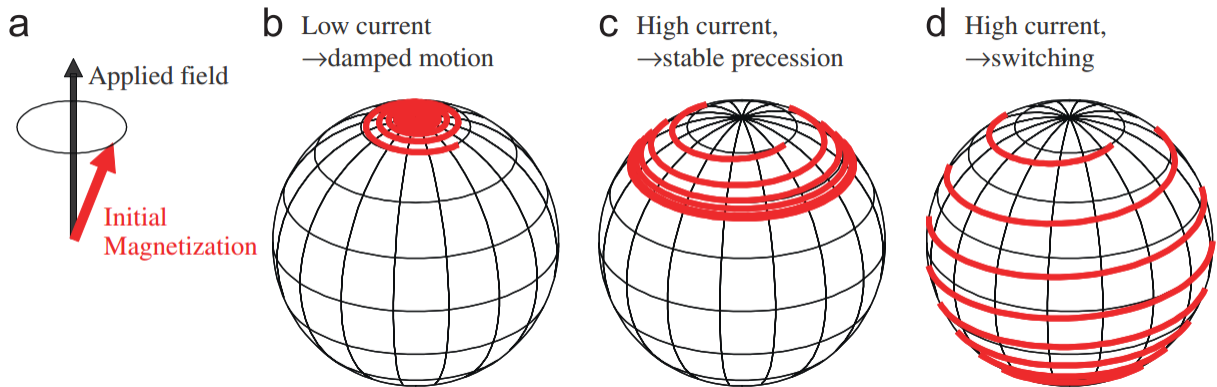 a
Applied field
Initial
Magnetization
b
Low current
→damped motion
c
High current,
→stable precession
d
High current,
→switching